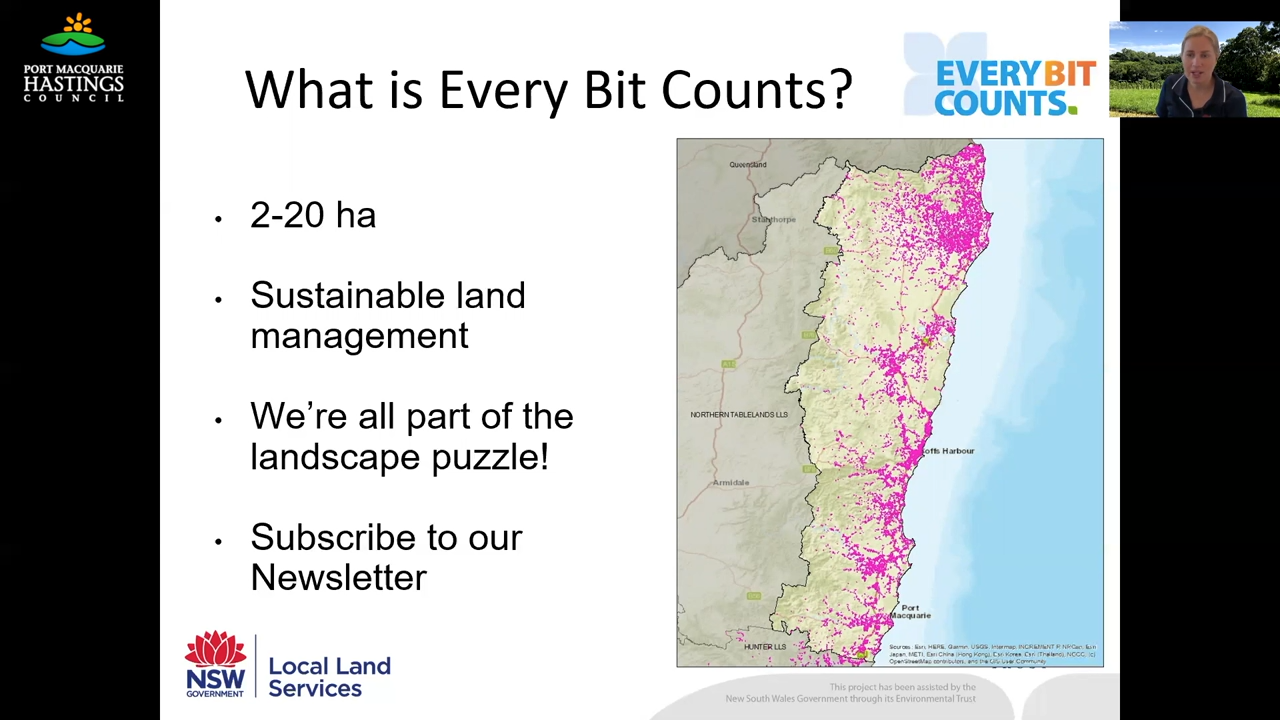 PORT MACQUARIE
HASTINGS
COUNCIL
What is Every Bit Counts?
EVERY BIT
COUNTS.
• 2-20 ha
• Sustainable land
management
• We're all part of the
landscape puzzle!
• Subscribe to our
Newsletter
Queensland
Stanthorpe
NORTHERN TABLELANDS LLS
offs Harbour
Armidale
Port
Macquarie
HUNTER LLS
NSW
GOVERNMENT
Local Land
Services
This project has been assisted by the
New South Wales Government through its Environmental Trust